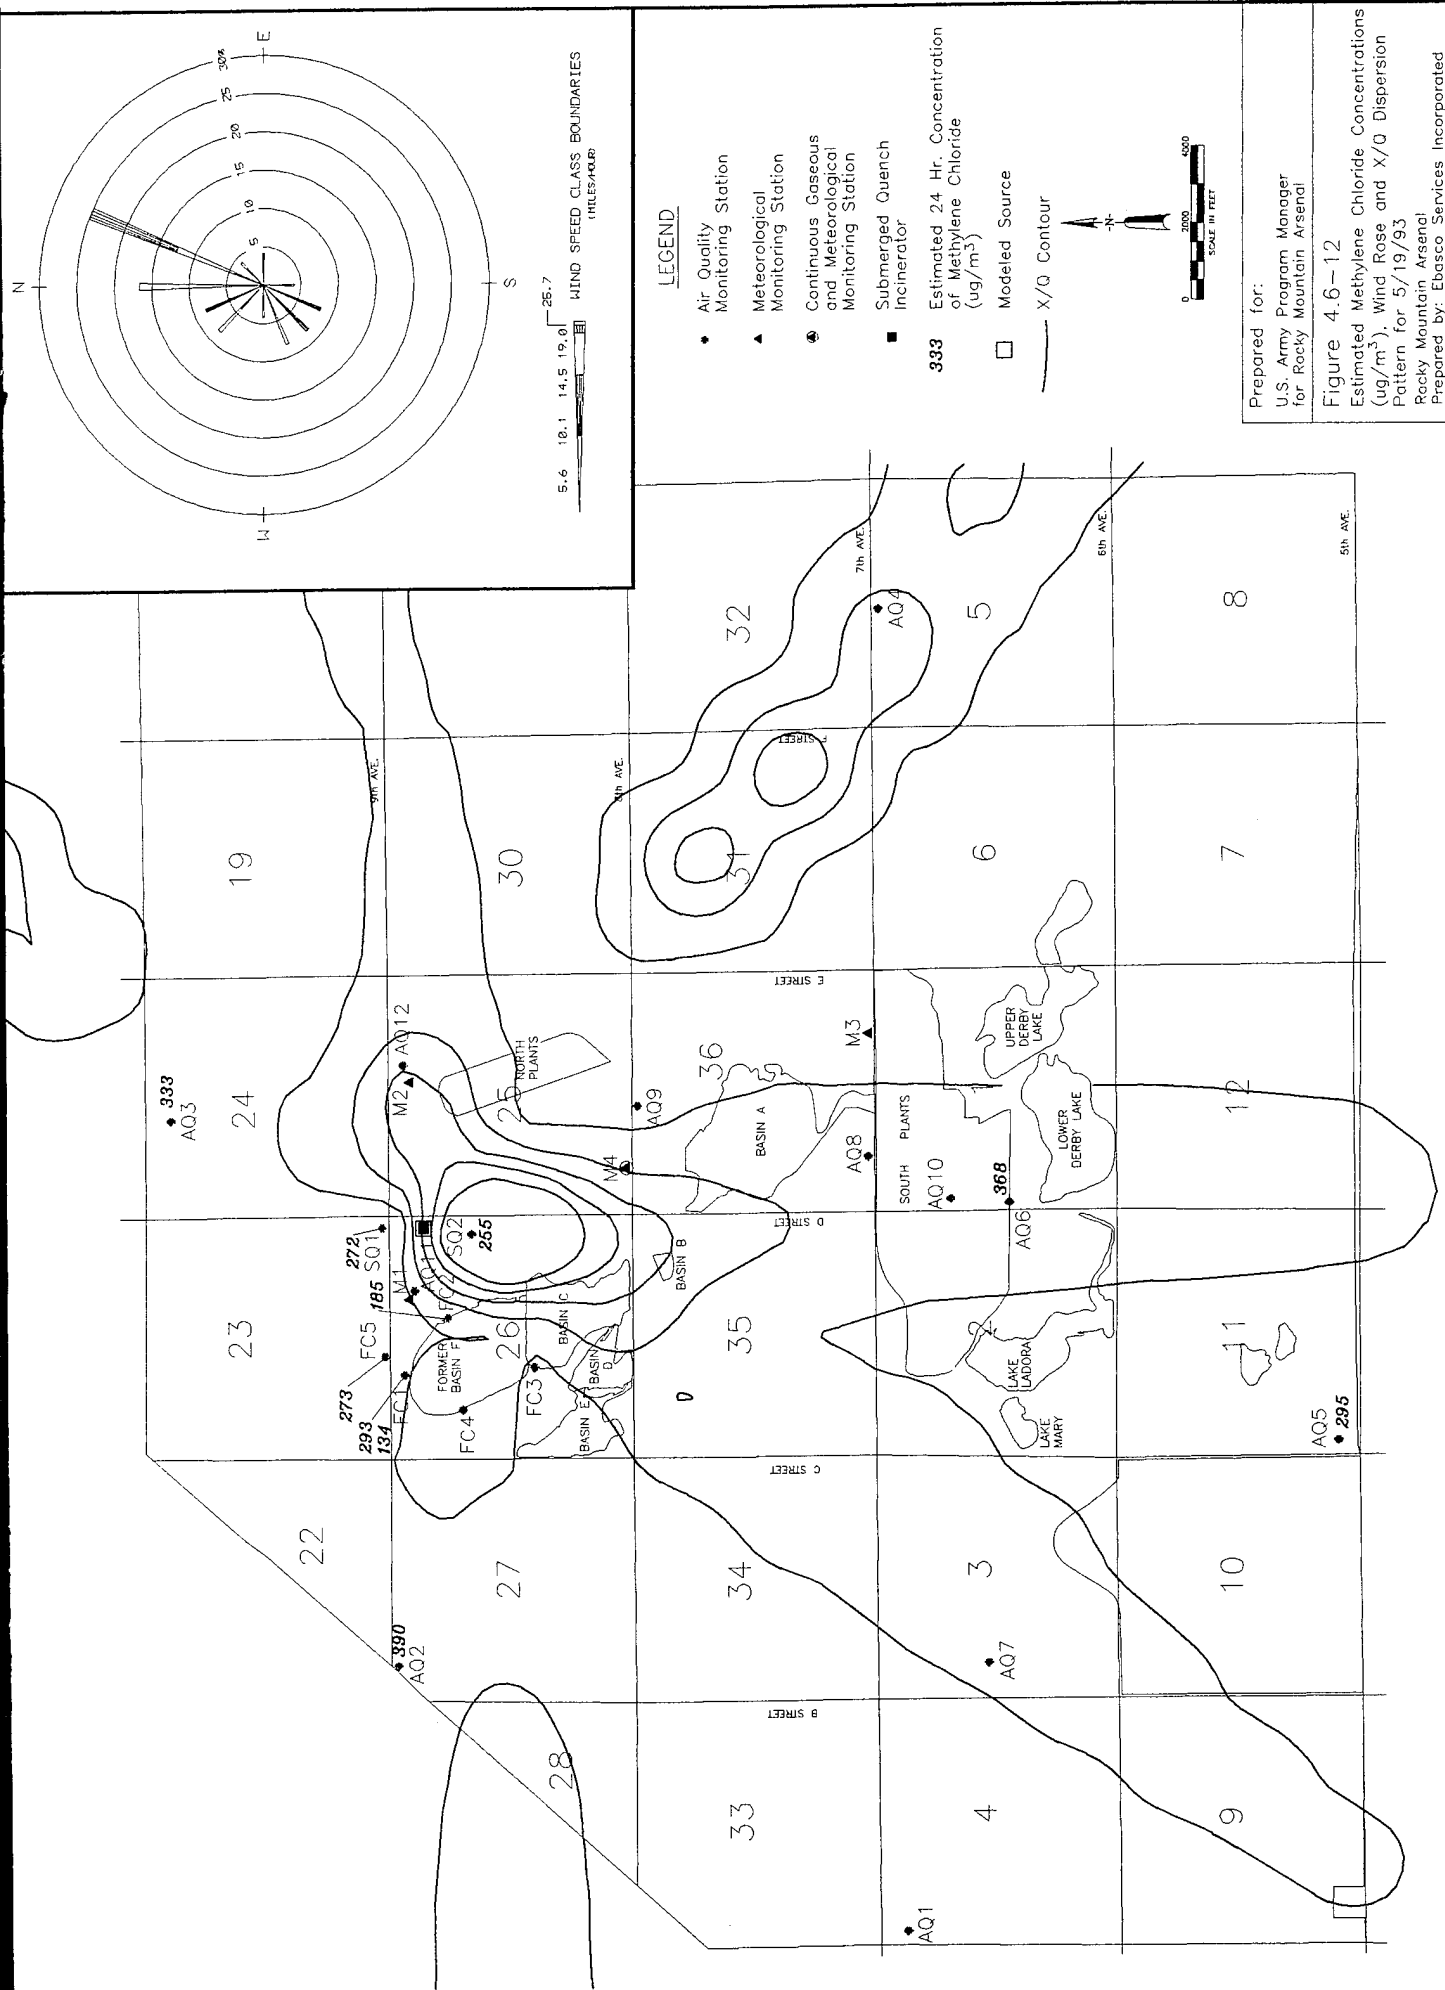 N
E
S
W
5
10
15
20
25
30%
25.7
5.6 10.1 14.5 19.0
WIND SPEED CLASS BOUNDARIES
(MILES/HOUR)
LEGEND
Air Quality
Monitoring Station
Meteorological
Monitoring Station
Continuous Gaseous
and Meteorological
Monitoring Station
Submerged Quench
Incinerator
333
Estimated 24 Hr. Concentration
of Methylene Chloride
(ug/m³)
Modeled Source
X/Q Contour
N
0 2000 4000
SCALE IN FEET
Prepared for:
U.S. Army Program Manager
for Rocky Mountain Arsenal
Figure 4.6-12
Estimated Methylene Chloride Concentrations
(ug/m³), Wind Rose and X/Q Dispersion
Pattern for 5/19/93
Rocky Mountain Arsenal
Prepared by: Ebasco Services Incorporated
22
23
24
19
333
AQ3
9th AVE.
390
AQ2
293
134
273
FC5
185
272
SQ1
M1
AQ11
FC1
FC2
M2
AQ12
28
27
26
25
30
FORMER
BASIN F
FC4
FC3
SQ2
255
NORTH
PLANTS
BASIN C
BASIN
D
BASIN E
M4
AQ9
8th AVE.
33
34
35
36
31
32
D
BASIN B
BASIN A
B STREET
C STREET
D STREET
E STREET
F STREET
AQ8
M3
7th AVE.
AQ4
AQ1
4
3
2
1
6
5
AQ7
SOUTH PLANTS
AQ10
368
AQ6
LAKE
MARY
LAKE
LADORA
LOWER
DERBY LAKE
UPPER
DERBY
LAKE
6th AVE.
9
10
11
12
7
8
AQ5
295
5th AVE.